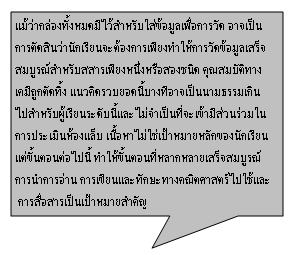 แม้ว่ากล่องทั้งหมดมีไว้สำหรับใส่ข้อมูลเพื่อการวัด อาจเป็น
การตัดสินว่านักเรียนจะต้องการเพียงทำให้การวัดข้อมูลเสร็จ
สมบูรณ์สำหรับสสารเพียงหนึ่งหรือสองชนิด คุณสมบัติทาง
เคมีถูกตัดทิ้ง แนวคิดรวบยอดนี้บางทีอาจเป็นนามธรรมเกิน
ไปสำหรับผู้เรียนระดับนี้และ ไม่จำเป็นที่จะเข้ามีส่วนร่วมใน
การประเมินห้องแล็บ เนื้อหาไม่ใช่เป้าหมายหลักของนักเรียน
แต่ขั้นตอนต่อไปนี้ ทำให้ขั้นตอนที่หลากหลายเสร็จสมบูรณ์
การนำการอ่าน การเขียนและทักษะทางคณิตศาสตร์ไปใช้และ
การสื่อสารเป็นเป้าหมายสำคัญ